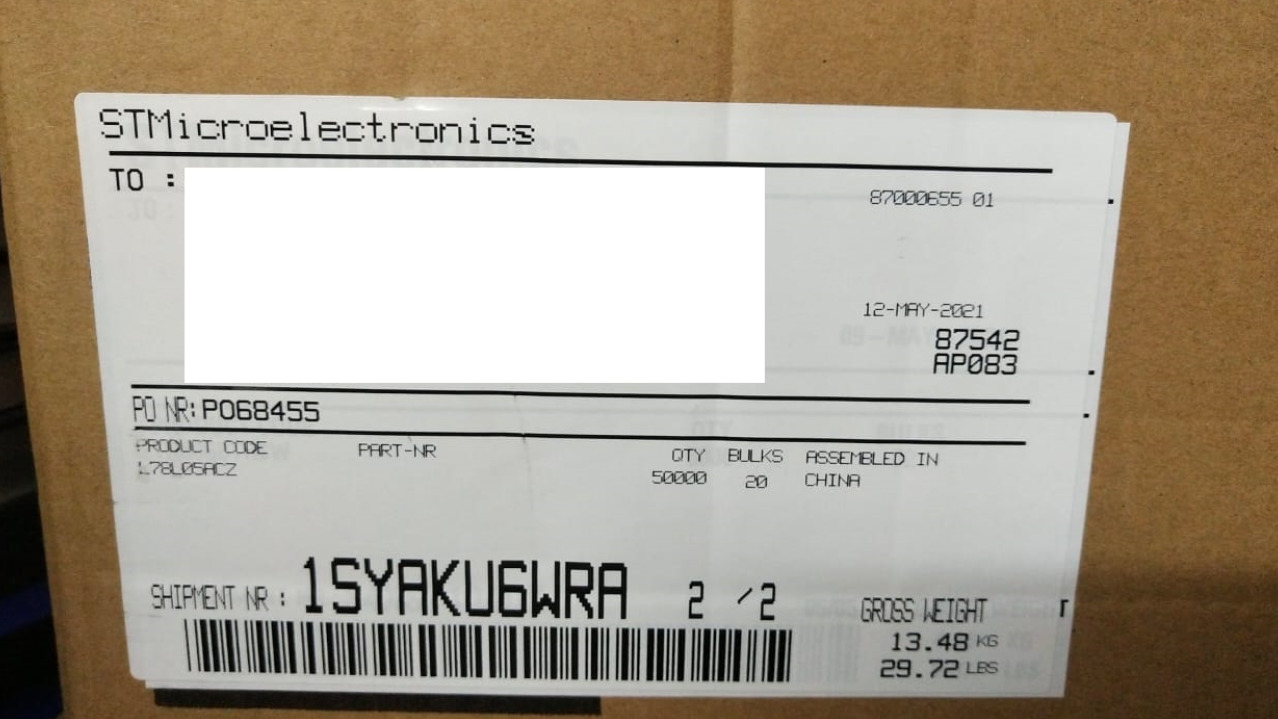 STMicroelectronics
TO :
87000655 01
12-MAY-2021
87542
AP083
PO NR: PO68455
PRODUCT CODE PART-NR QTY BULKS ASSEMBLED IN
L78L05ACZ 50000 20 CHINA
SHIPMENT NR : 1SYAKU6WRA 2 / 2
GROSS WEIGHT
13.48 KG
29.72 LBS